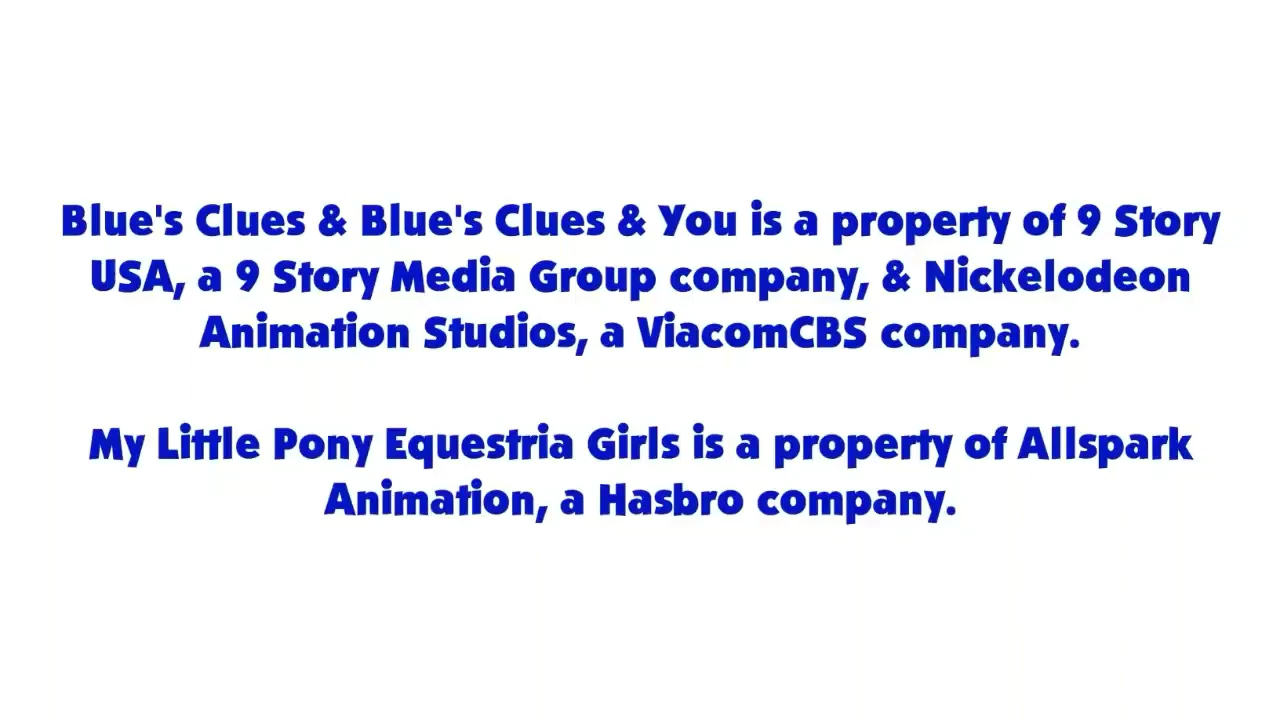 Blue's Clues & Blue's Clues & You is a property of 9 Story
USA, a 9 Story Media Group company, & Nickelodeon
Animation Studios, a ViacomCBS company.
My Little Pony Equestria Girls is a property of Allspark
Animation, a Hasbro company.